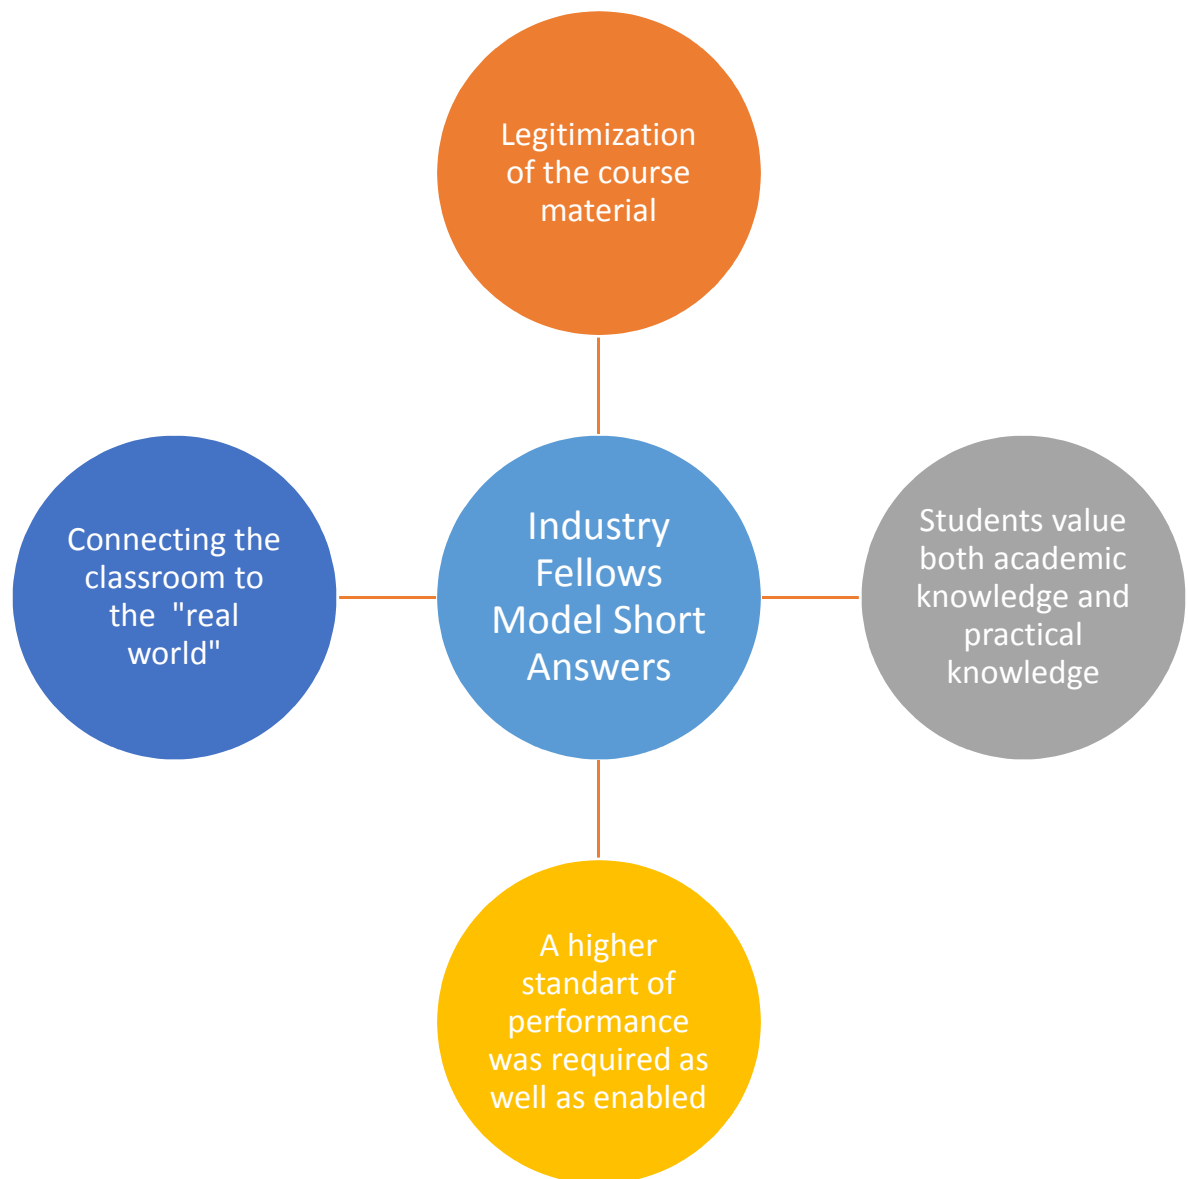 Legitimization
of the course
material
Connecting the
classroom to
the "real
world"
Industry
Fellows
Model Short
Answers
Students value
both academic
knowledge and
practical
knowledge
A higher
standart of
performance
was required as
well as enabled